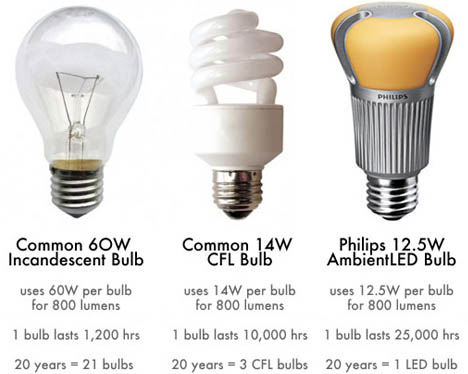 PHILIPS
Common 60W
Incandescent Bulb
uses 60W per bulb
for 800 lumens
1 bulb lasts 1,200 hrs
20 years = 21 bulbs
Common 14W
CFL Bulb
uses 14W per bulb
for 800 lumens
1 bulb lasts 10,000 hrs
20 years = 3 CFL bulbs
Philips 12.5W
AmbientLED Bulb
uses 12.5W per bulb
for 800 lumens
1 bulb lasts 25,000 hrs
20 years = 1 LED bulb